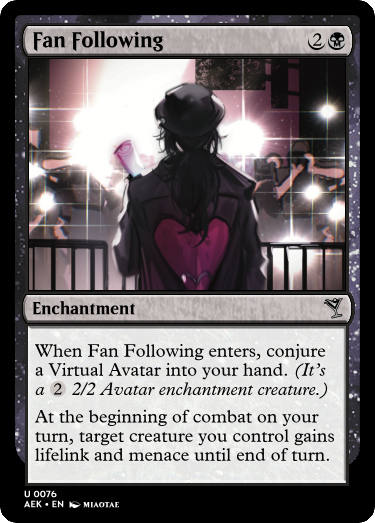 Fan Following 2
Enchantment
When Fan Following enters, conjure
a Virtual Avatar into your hand. (It's
a 2 2/2 Avatar enchantment creature.)
At the beginning of combat on your
turn, target creature you control gains
lifelink and menace until end of turn.
U 0076
AEK • EN MIAOTAE